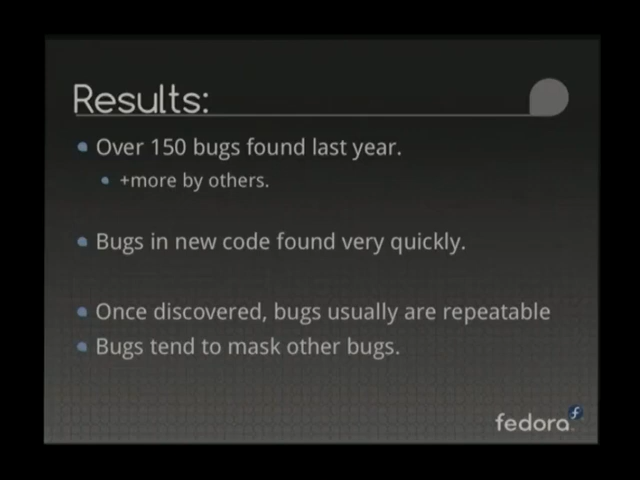 Results:
Over 150 bugs found last year.
+more by others.
Bugs in new code found very quickly.
Once discovered, bugs usually are repeatable
Bugs tend to mask other bugs.
fedora